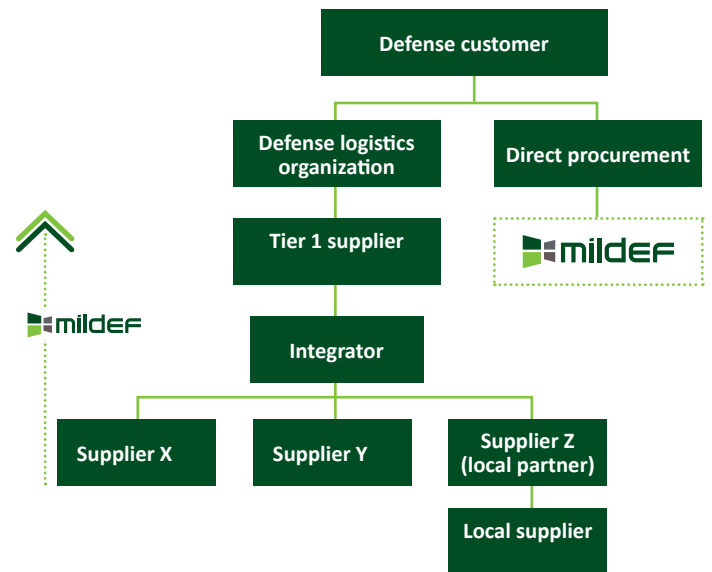 Defense customer
Defense logistics
organization
Direct procurement
Tier 1 supplier
mildef
mildef
Integrator
Supplier X
Supplier Y
Supplier Z
(local partner)
Local supplier